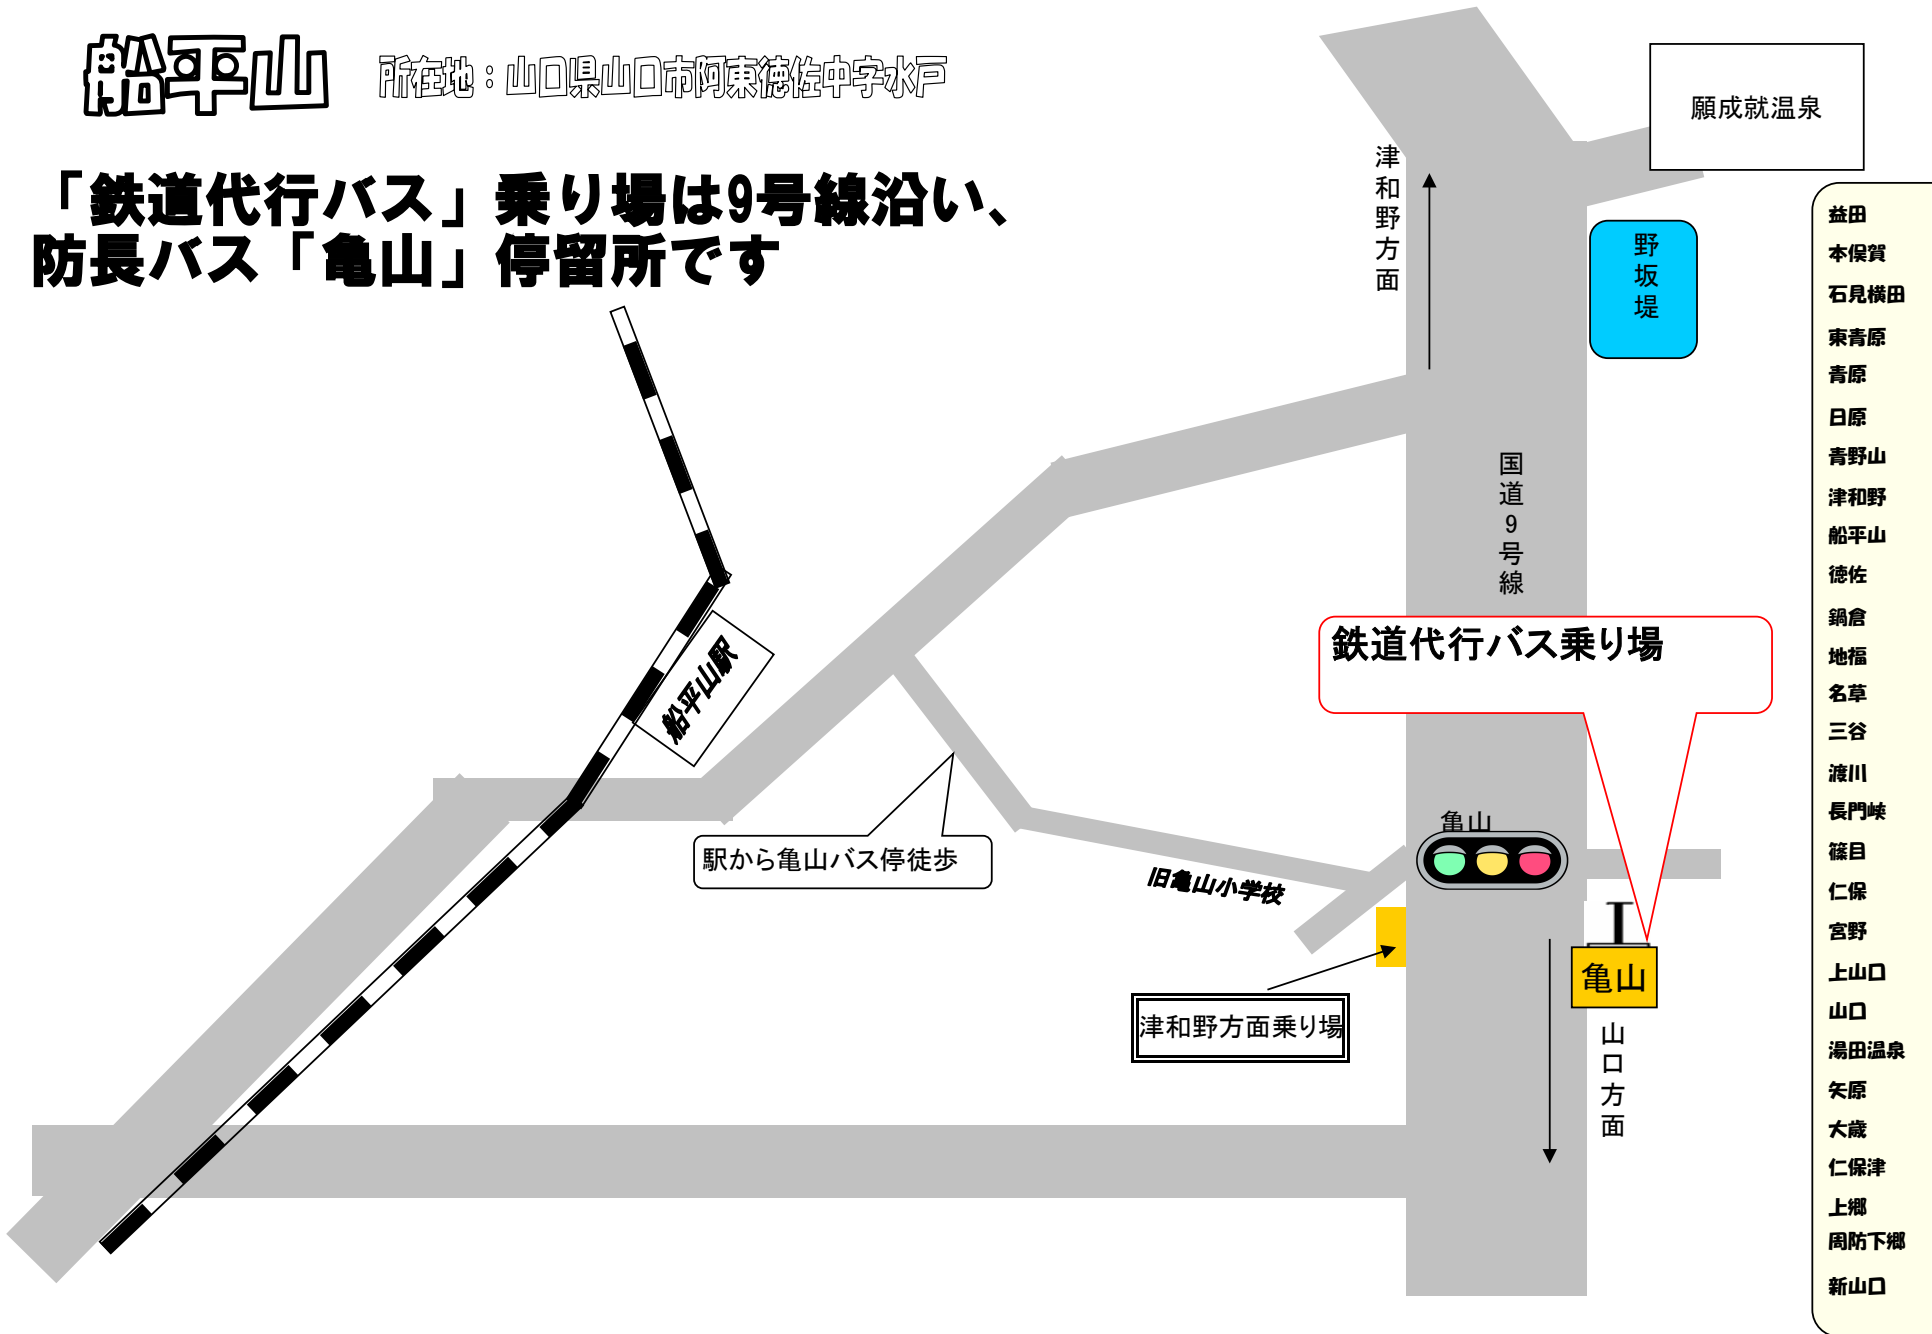 船平山
所在地：山口県山口市阿東徳佐中字水戸
「鉄道代行バス」乗り場は9号線沿い、
防長バス「亀山」停留所です
願成就温泉
津和野方面
野坂堤
国道9号線
鉄道代行バス乗り場
船平山駅
亀山
駅から亀山バス停徒歩
旧亀山小学校
亀山
津和野方面乗り場
山口方面
益田
本俣賀
石見横田
東青原
青原
日原
青野山
津和野
船平山
徳佐
鍋倉
地福
名草
三谷
渡川
長門峡
篠目
仁保
宮野
上山口
山口
湯田温泉
矢原
大歳
仁保津
上郷
周防下郷
新山口